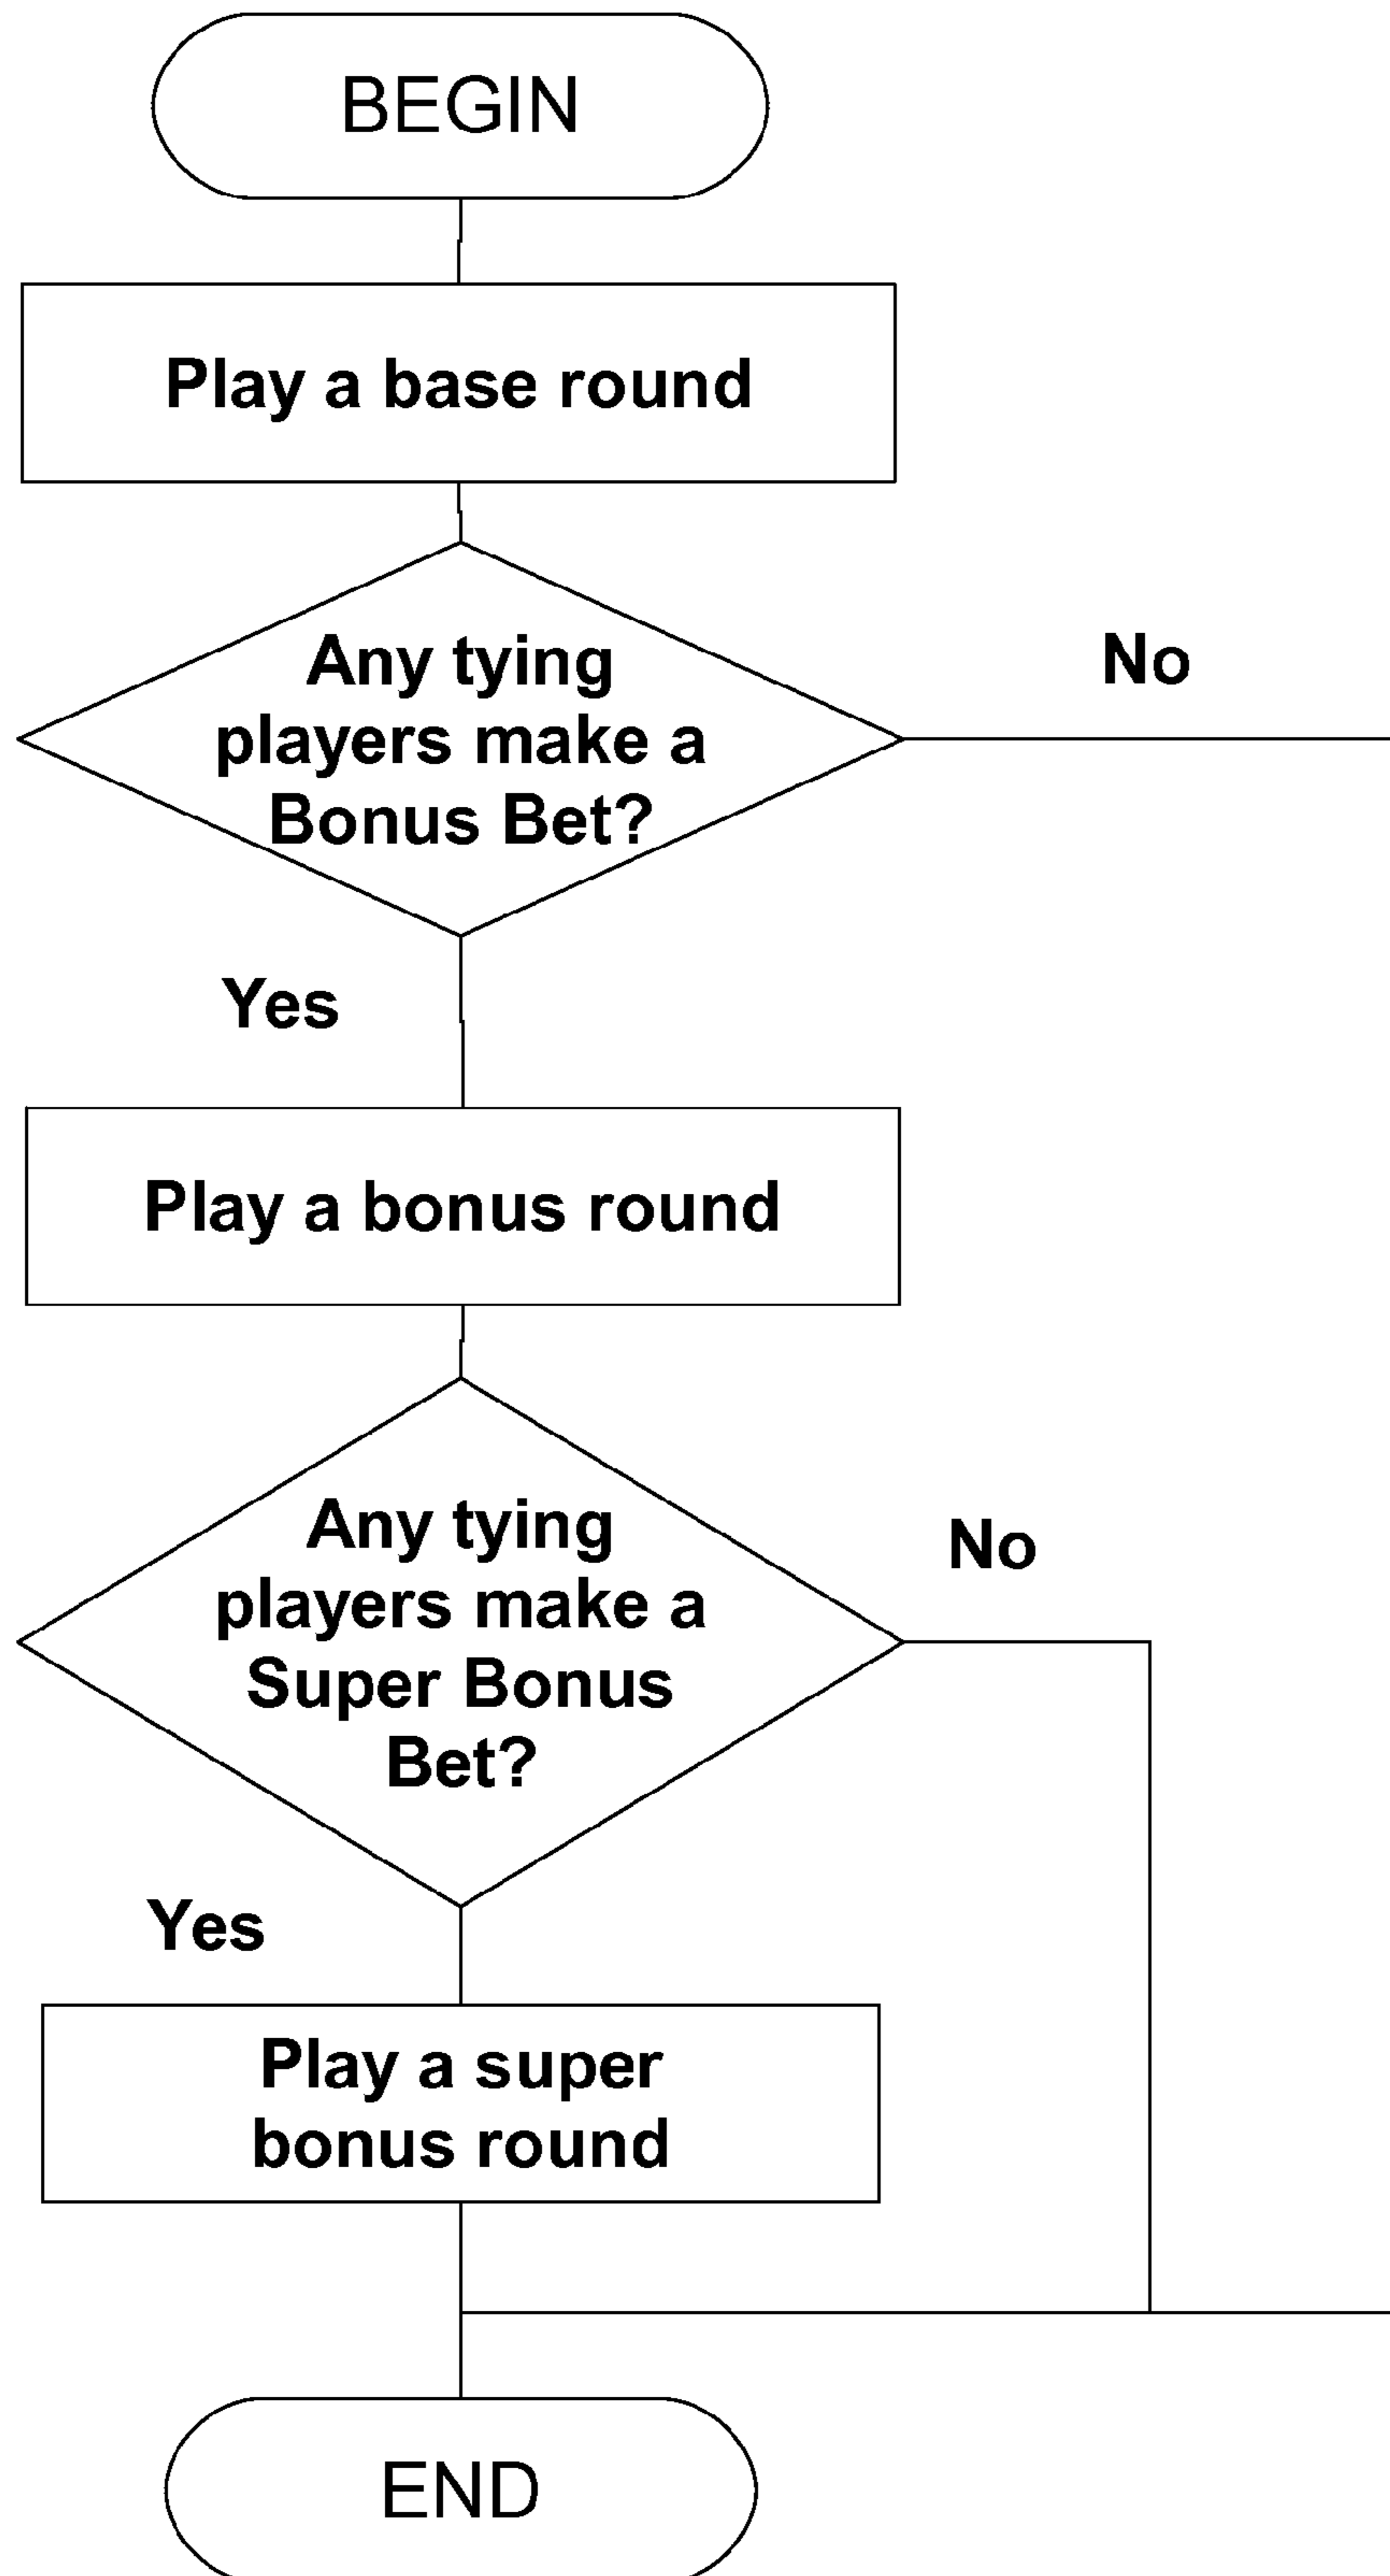 BEGIN
Play a base round
Any tying
players make a
Bonus Bet?
No
Yes
Play a bonus round
Any tying
players make a
Super Bonus
Bet?
No
Yes
Play a super
bonus round
END